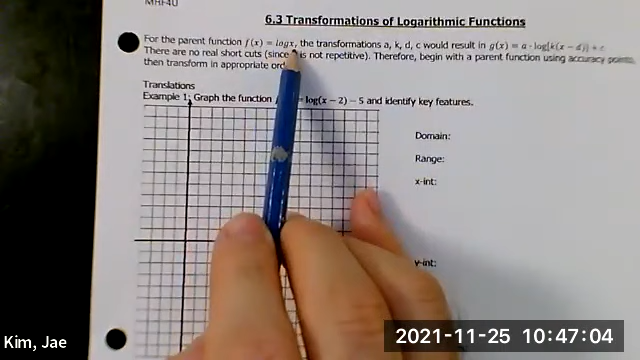 MHF4U
6.3 Transformations of Logarithmic Functions
For the parent function f(x) = logx, the transformations a, k, d, c would result in g(x) = a · log[k(x − d)] + c
There are no real short cuts (since is not repetitive). Therefore, begin with a parent function using accuracy points,
then transform in appropriate
Translations
Example 1: Graph the function = log(x − 2) − 5 and identify key features.
Domain:
Range:
x-int:
y-int:
Kim, Jae
2021-11-25 10:47:04